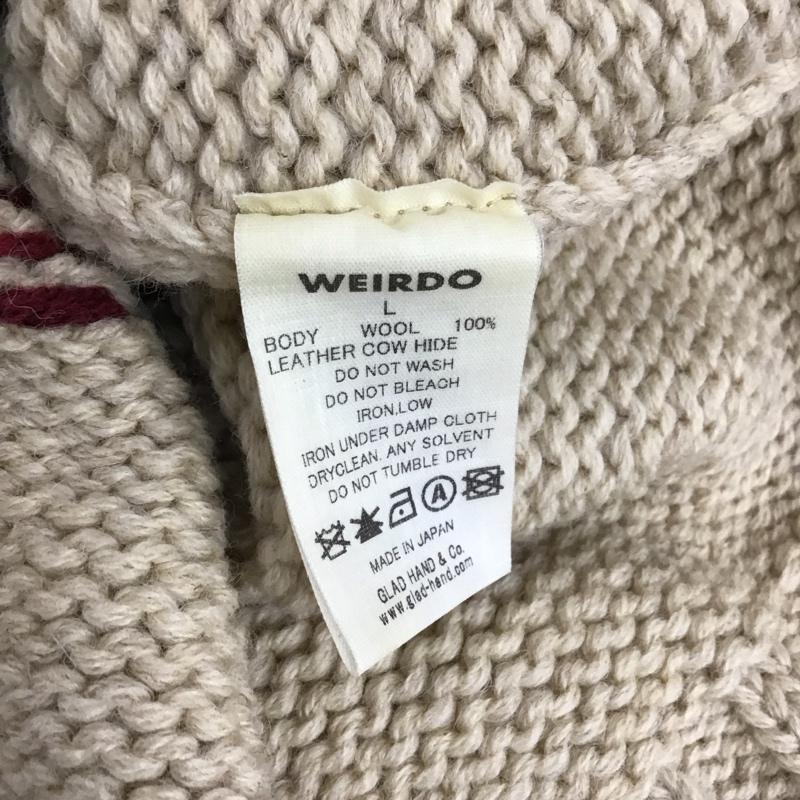 WEIRDO
L
BODY WOOL 100%
LEATHER COW HIDE
DO NOT WASH
DO NOT BLEACH
IRON,LOW
IRON UNDER DAMP CLOTH
DRYCLEAN. ANY SOLVENT
DO NOT TUMBLE DRY
A
MADE IN JAPAN
GLAD HAND & Co.
www.glad-hand.com